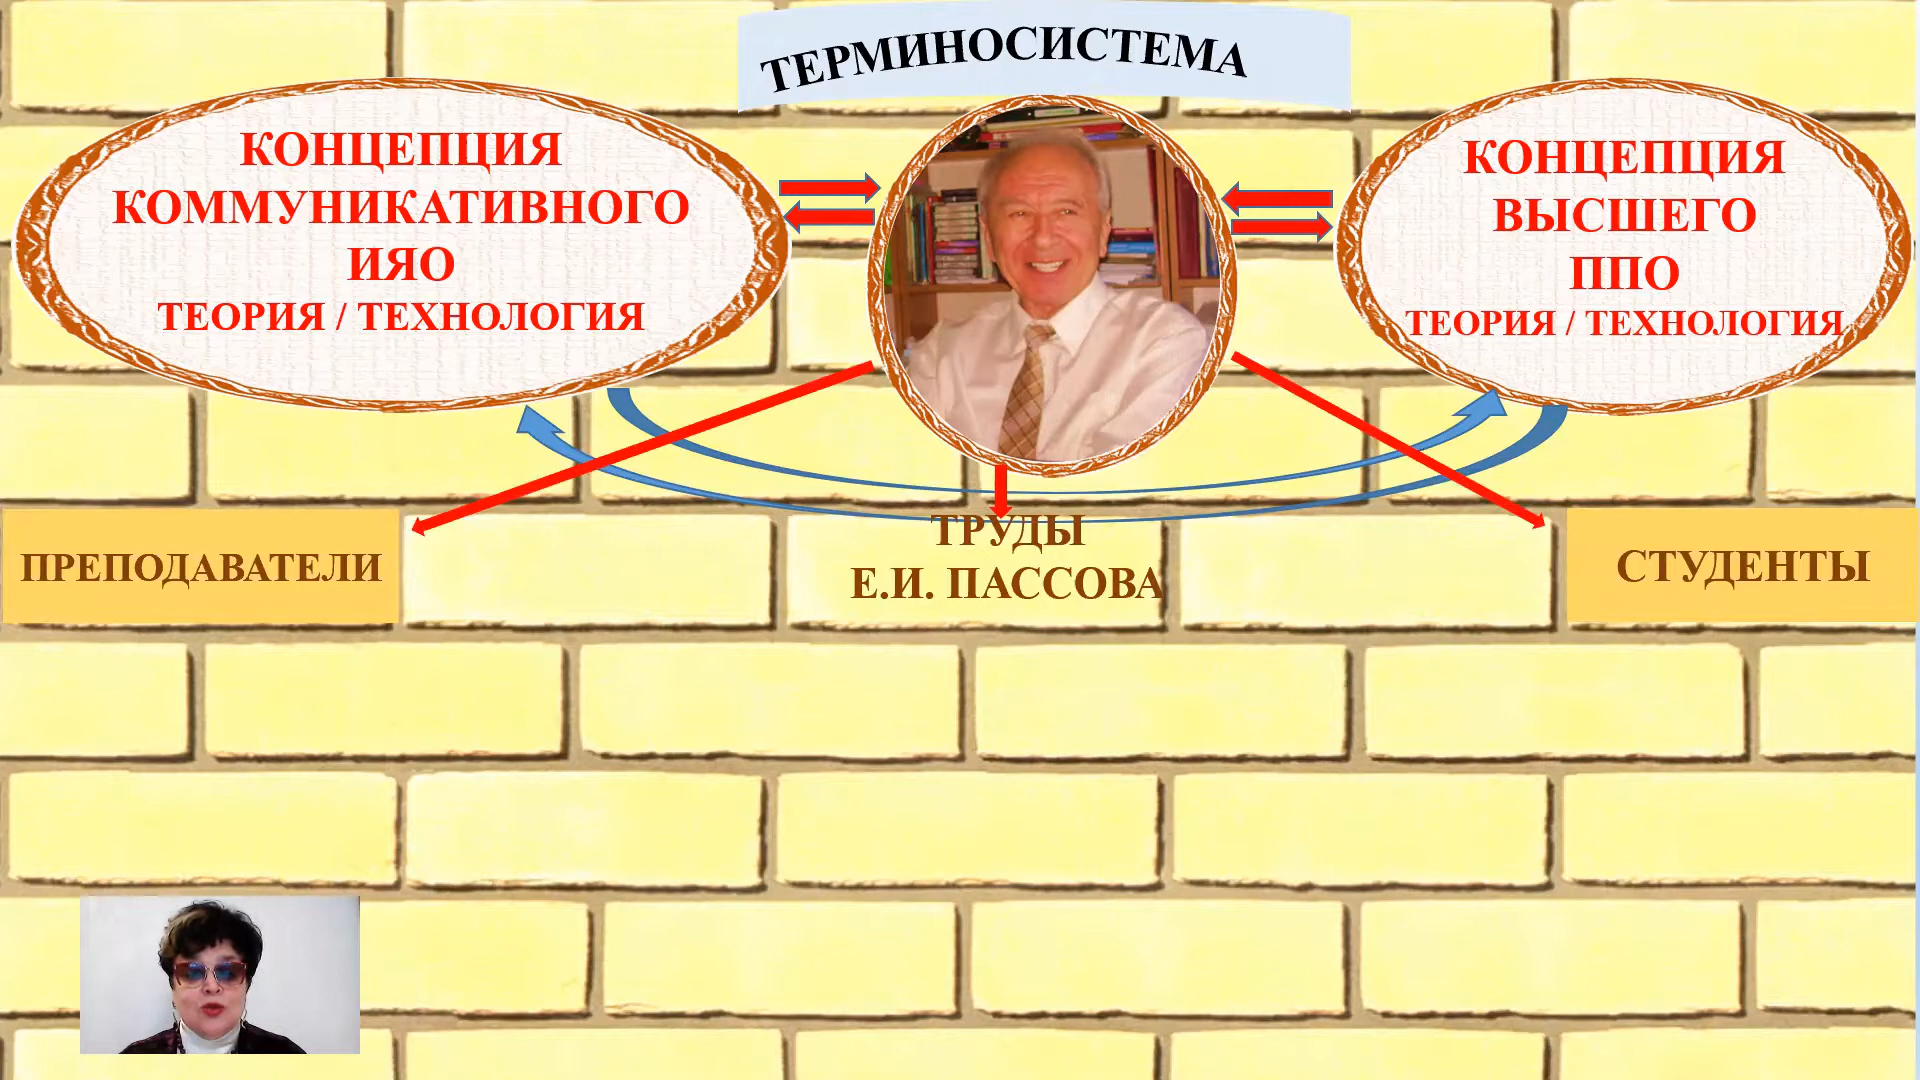 ТЕРМИНОСИСТЕМА
КОНЦЕПЦИЯ
КОММУНИКАТИВНОГО
ИЯО
ТЕОРИЯ / ТЕХНОЛОГИЯ
КОНЦЕПЦИЯ
ВЫСШЕГО
ППО
ТЕОРИЯ / ТЕХНОЛОГИЯ
ПРЕПОДАВАТЕЛИ
ТРУДЫ
Е.И. ПАССОВА
СТУДЕНТЫ